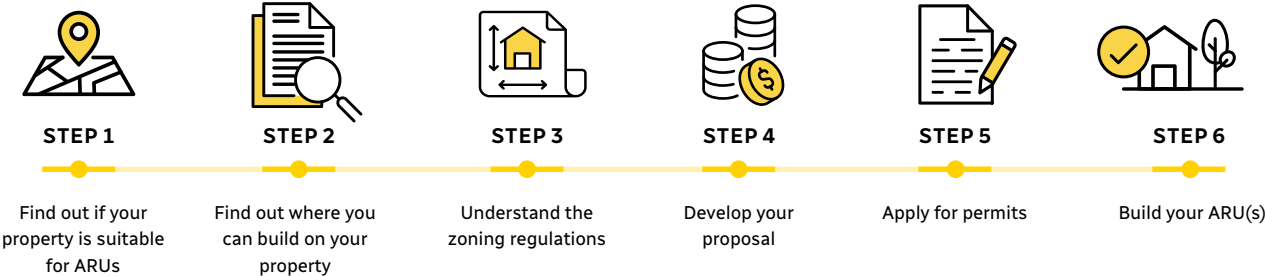 STEP 1
Find out if your
property is suitable
for ARUs
STEP 2
Find out where you
can build on your
property
STEP 3
Understand the
zoning regulations
STEP 4
Develop your
proposal
STEP 5
Apply for permits
STEP 6
Build your ARU(s)
$